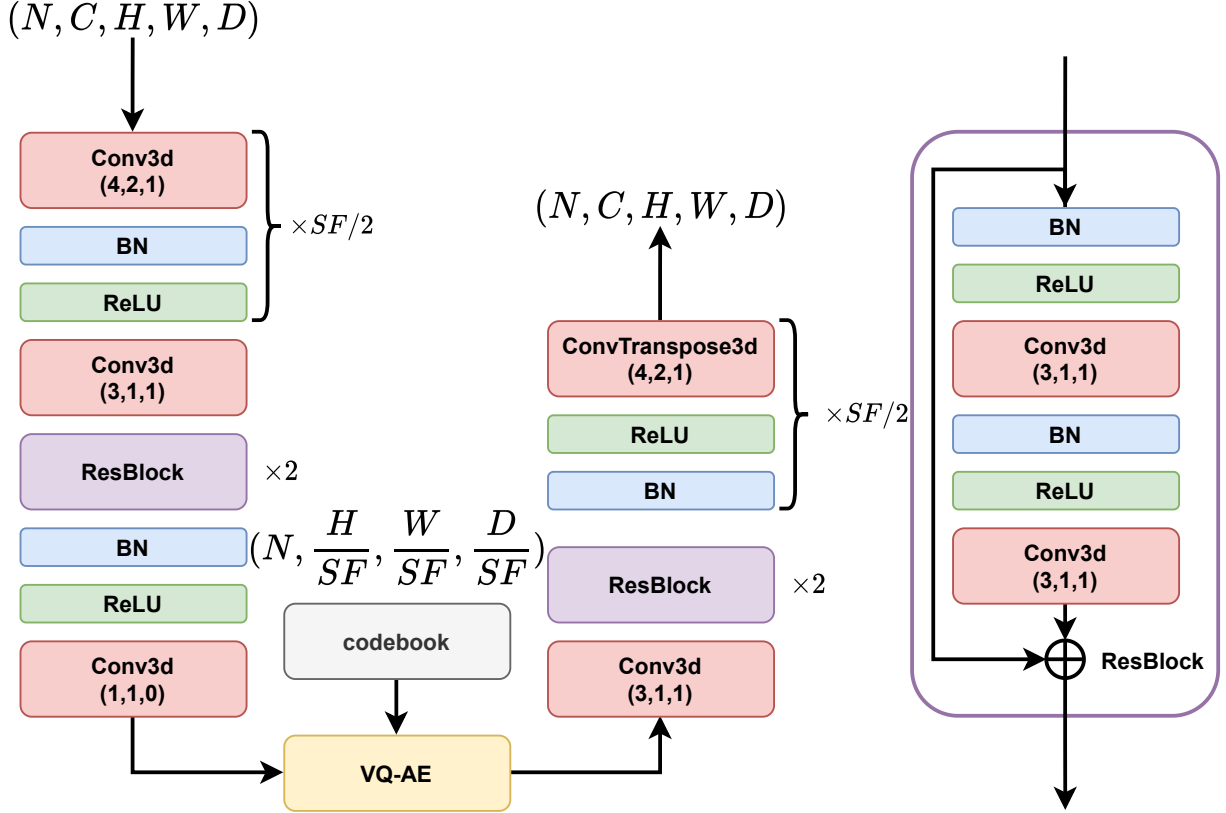 (N, C, H, W, D)
Conv3d
(4,2,1)
BN
ReLU
×SF/2
Conv3d
(3,1,1)
ResBlock
×2
BN
ReLU
Conv3d
(1,1,0)
(N, H/SF, W/SF, D/SF)
codebook
VQ-AE
(N, C, H, W, D)
ConvTranspose3d
(4,2,1)
ReLU
BN
×SF/2
ResBlock
×2
Conv3d
(3,1,1)
BN
ReLU
Conv3d
(3,1,1)
BN
ReLU
Conv3d
(3,1,1)
ResBlock